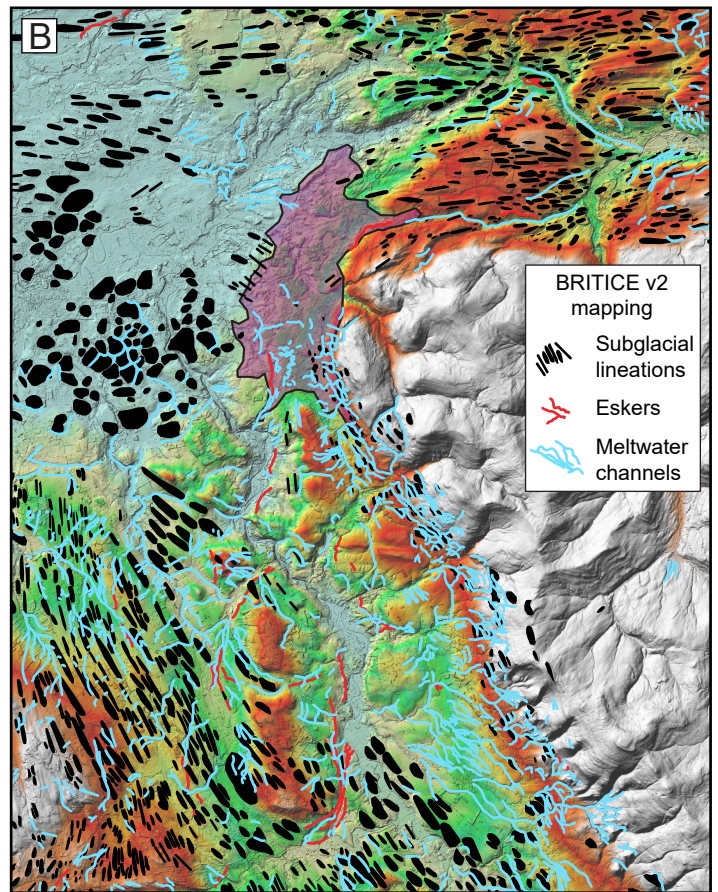 B
BRITICE v2
mapping
Subglacial
lineations
Eskers
Meltwater
channels